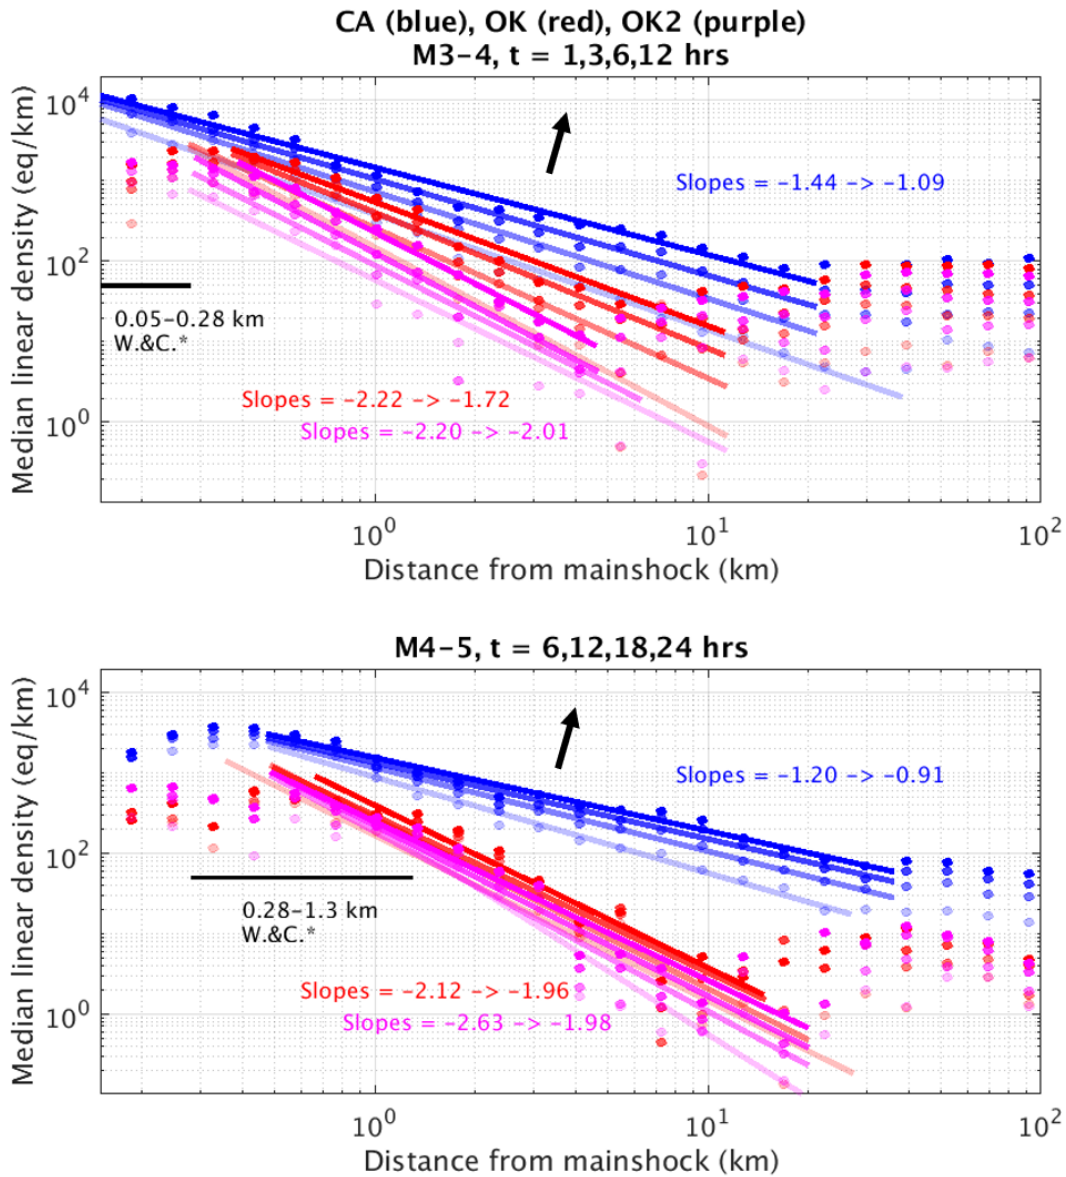 CA (blue), OK (red), OK2 (purple)
M3-4, t = 1,3,6,12 hrs
Median linear density (eq/km)
10^4
10^2
10^0
Slopes = -1.44 -> -1.09
0.05-0.28 km
W.&C.*
Slopes = -2.22 -> -1.72
Slopes = -2.20 -> -2.01
10^0
10^1
10^2
Distance from mainshock (km)
M4-5, t = 6,12,18,24 hrs
Median linear density (eq/km)
10^4
10^2
10^0
Slopes = -1.20 -> -0.91
0.28-1.3 km
W.&C.*
Slopes = -2.12 -> -1.96
Slopes = -2.63 -> -1.98
10^0
10^1
10^2
Distance from mainshock (km)